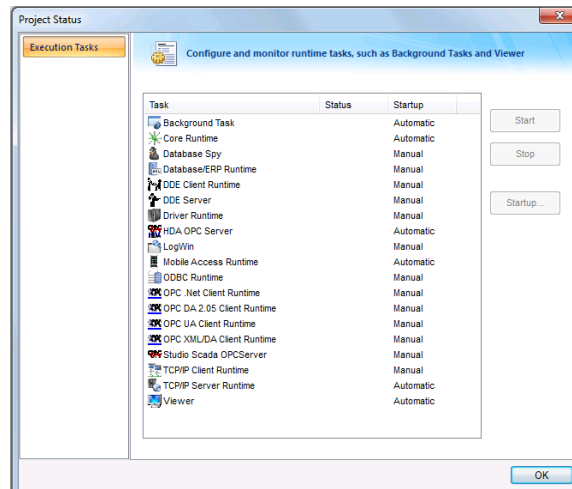 Project Status
Execution Tasks
Configure and monitor runtime tasks, such as Background Tasks and Viewer
Task Status Startup
Background Task Automatic
Core Runtime Automatic
Database Spy Manual
Database/ERP Runtime Manual
DDE Client Runtime Manual
DDE Server Manual
Driver Runtime Manual
HDA OPC Server Automatic
LogWin Manual
Mobile Access Runtime Automatic
ODBC Runtime Manual
OPC .Net Client Runtime Manual
OPC DA 2.05 Client Runtime Manual
OPC UA Client Runtime Manual
OPC XML/DA Client Runtime Manual
Studio Scada OPCServer Manual
TCP/IP Client Runtime Manual
TCP/IP Server Runtime Automatic
Viewer Automatic
Start
Stop
Startup...
OK